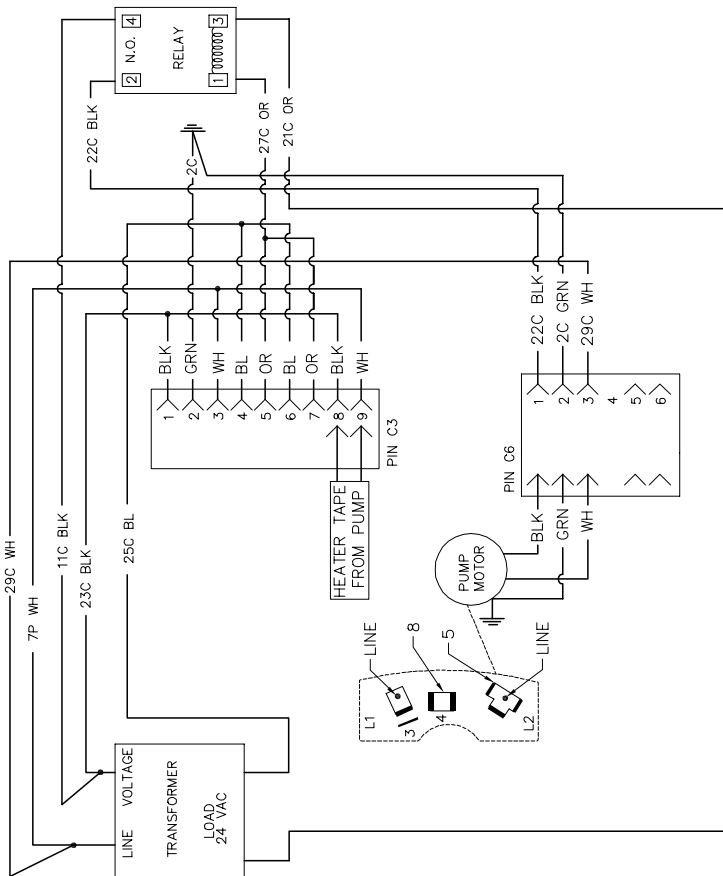 4
3
N.O.
RELAY
2
1
22C BLK
2C
27C OR
21C OR
22C BLK
2C GRN
29C WH
BLK
GRN
WH
BL
OR
BL
OR
BLK
WH
1
2
3
4
5
6
7
8
9
PIN C3
1
2
3
4
5
6
PIN C6
HEATER TAPE
FROM PUMP
BLK
GRN
WH
PUMP
MOTOR
29C WH
7P WH
11C BLK
23C BLK
25C BL
LINE
8
5
LINE
L1
3
4
L2
LINE VOLTAGE
TRANSFORMER
LOAD
24 VAC